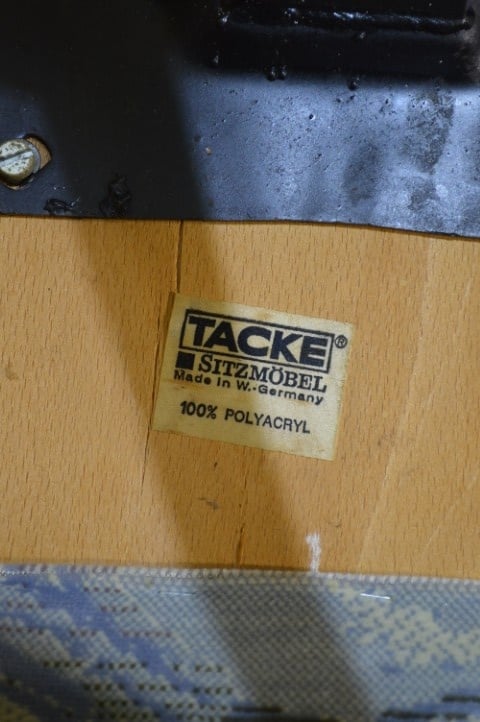 TACKE®
SITZMÖBEL
Made in W.-Germany
100% POLYACRYL